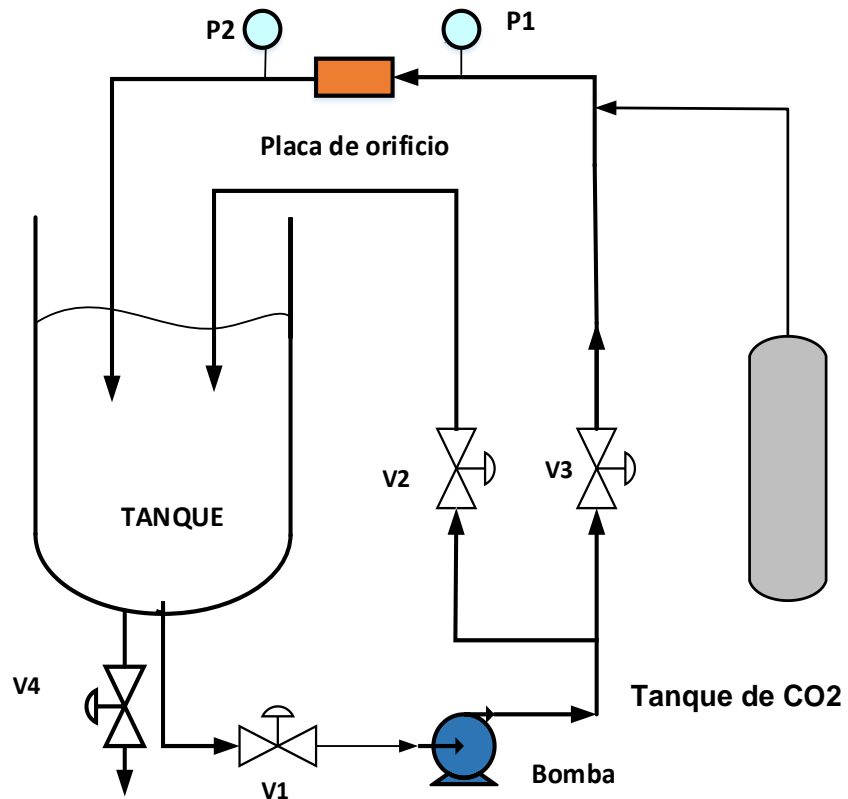 P2
P1
Placa de orificio
V2
V3
TANQUE
V4
Tanque de CO2
V1
Bomba